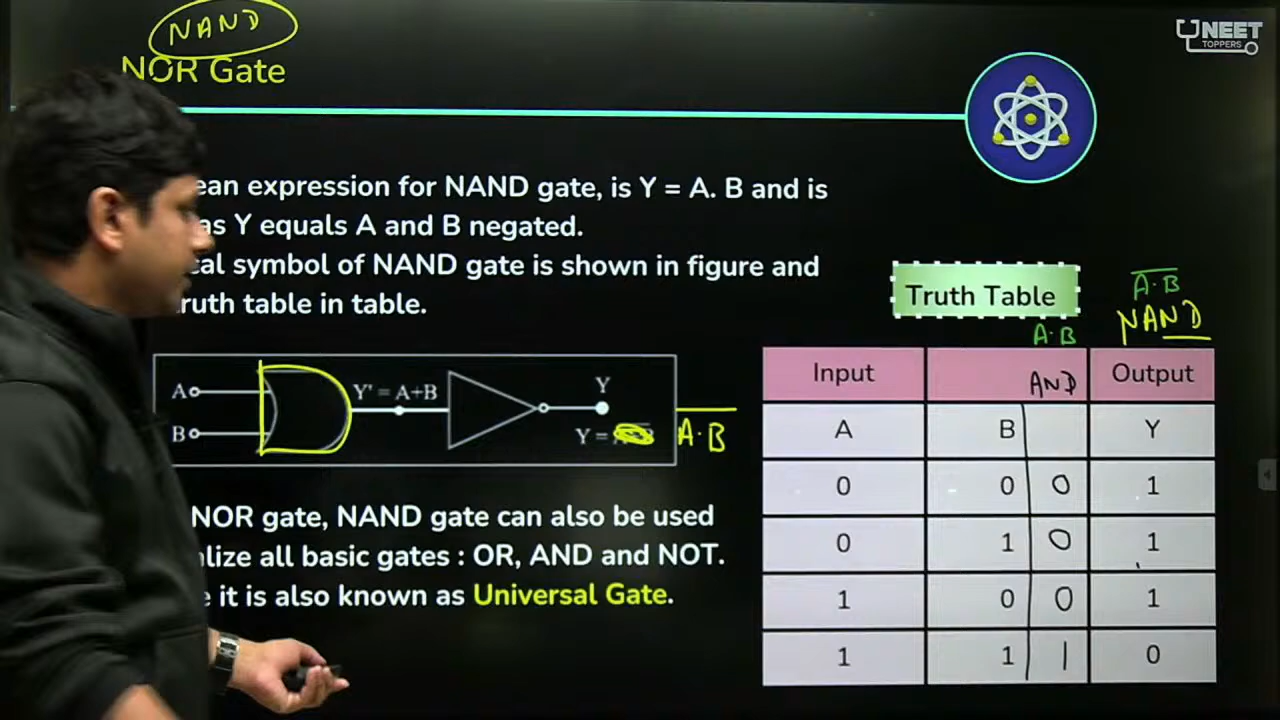 NAND
NOR Gate
NEET
TOPPERS
ean expression for NAND gate, is Y = A. B and is
as Y equals A and B negated.
cal symbol of NAND gate is shown in figure and
ruth table in table.
Truth Table
A·B
NAND
A·B
AND
Input Output
A B Y
0 0 0 1
0 1 0 1
1 0 0 1
1 1 1 0
A
B
Y' = A+B
Y
Y =
A·B
NOR gate, NAND gate can also be used
lize all basic gates : OR, AND and NOT.
e it is also known as Universal Gate.